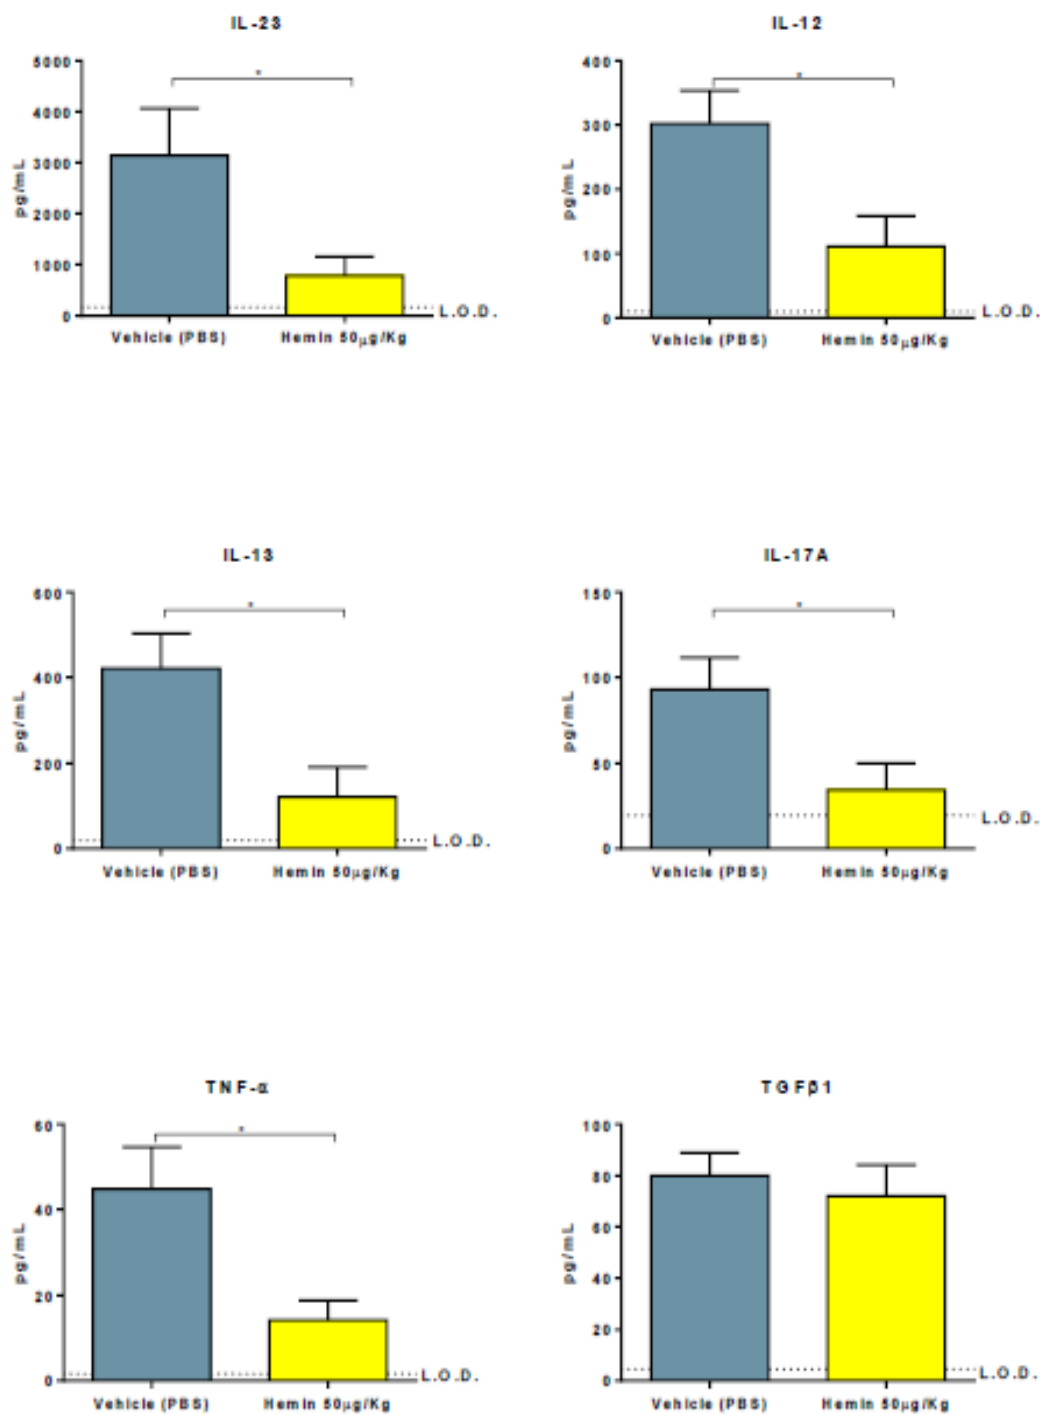 IL-23
5000
4000
3000
2000
1000
0
pg/mL
*
L.O.D.
Vehicle (PBS) Hemin 50μg/Kg
IL-12
400
300
200
100
0
pg/mL
*
L.O.D.
Vehicle (PBS) Hemin 50μg/Kg
IL-13
600
400
200
0
pg/mL
*
L.O.D.
Vehicle (PBS) Hemin 50μg/Kg
IL-17A
150
100
50
0
pg/mL
*
L.O.D.
Vehicle (PBS) Hemin 50μg/Kg
TNF-α
60
40
20
0
pg/mL
*
L.O.D.
Vehicle (PBS) Hemin 50μg/Kg
TGFβ1
100
80
60
40
20
0
pg/mL
L.O.D.
Vehicle (PBS) Hemin 50μg/Kg